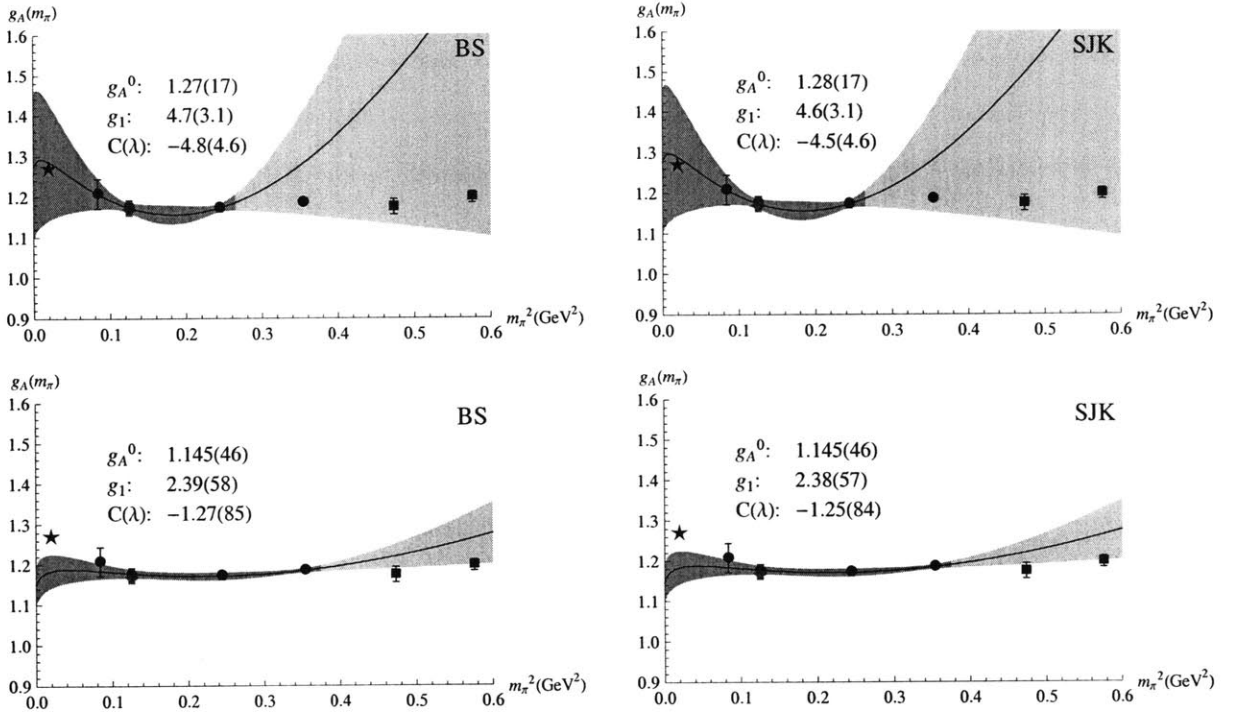 g_A(m_π)
BS
g_A^0: 1.27(17)
g_1: 4.7(3.1)
C(λ): −4.8(4.6)
1.6
1.5
1.4
1.3
1.2
1.1
1.0
0.9
0.0 0.1 0.2 0.3 0.4 0.5 0.6
m_π^2(GeV^2)
g_A(m_π)
SJK
g_A^0: 1.28(17)
g_1: 4.6(3.1)
C(λ): −4.5(4.6)
1.6
1.5
1.4
1.3
1.2
1.1
1.0
0.9
0.0 0.1 0.2 0.3 0.4 0.5 0.6
m_π^2(GeV^2)
g_A(m_π)
BS
g_A^0: 1.145(46)
g_1: 2.39(58)
C(λ): −1.27(85)
1.6
1.5
1.4
1.3
1.2
1.1
1.0
0.9
0.0 0.1 0.2 0.3 0.4 0.5 0.6
m_π^2(GeV^2)
g_A(m_π)
SJK
g_A^0: 1.145(46)
g_1: 2.38(57)
C(λ): −1.25(84)
1.6
1.5
1.4
1.3
1.2
1.1
1.0
0.9
0.0 0.1 0.2 0.3 0.4 0.5 0.6
m_π^2(GeV^2)